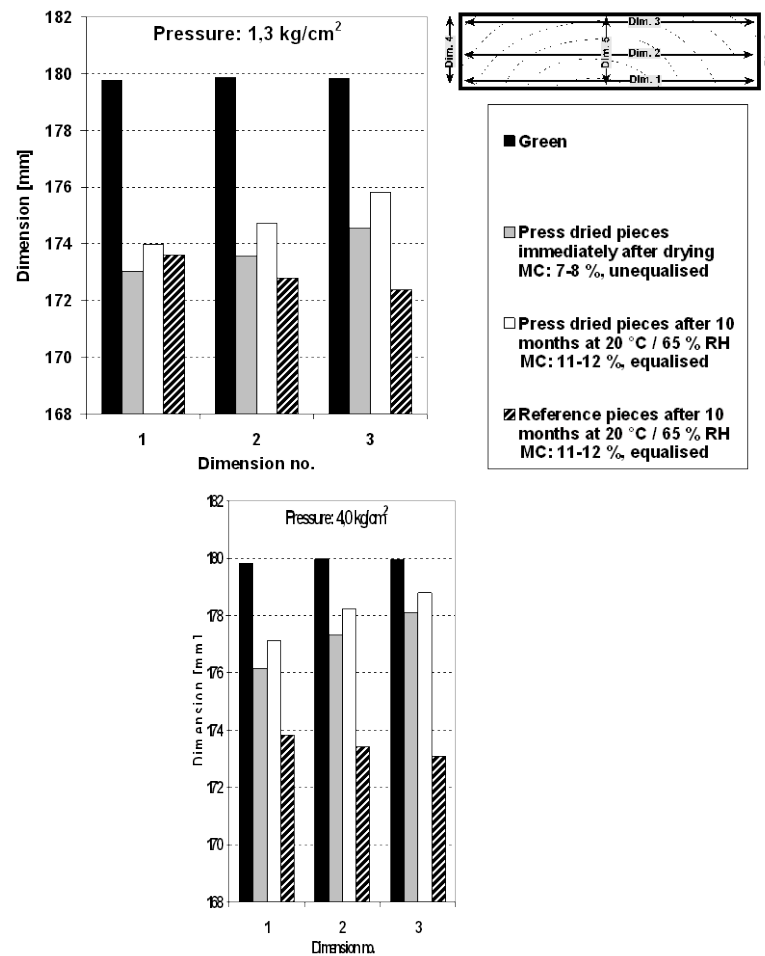 Pressure: 1,3 kg/cm²
Dimension [mm]
182
180
178
176
174
172
170
168
1 2 3
Dimension no.
Dim. 3
Dim. 4
Dim. 5
Dim. 2
Dim. 1
Green
Press dried pieces
immediately after drying
MC: 7-8 %, unequalised
Press dried pieces after 10
months at 20 °C / 65 % RH
MC: 11-12 %, equalised
Reference pieces after 10
months at 20 °C / 65 % RH
MC: 11-12 %, equalised
Pressure: 4,0 kg/cm²
Dimension [mm]
182
180
178
176
174
172
170
168
1 2 3
Dimension no.